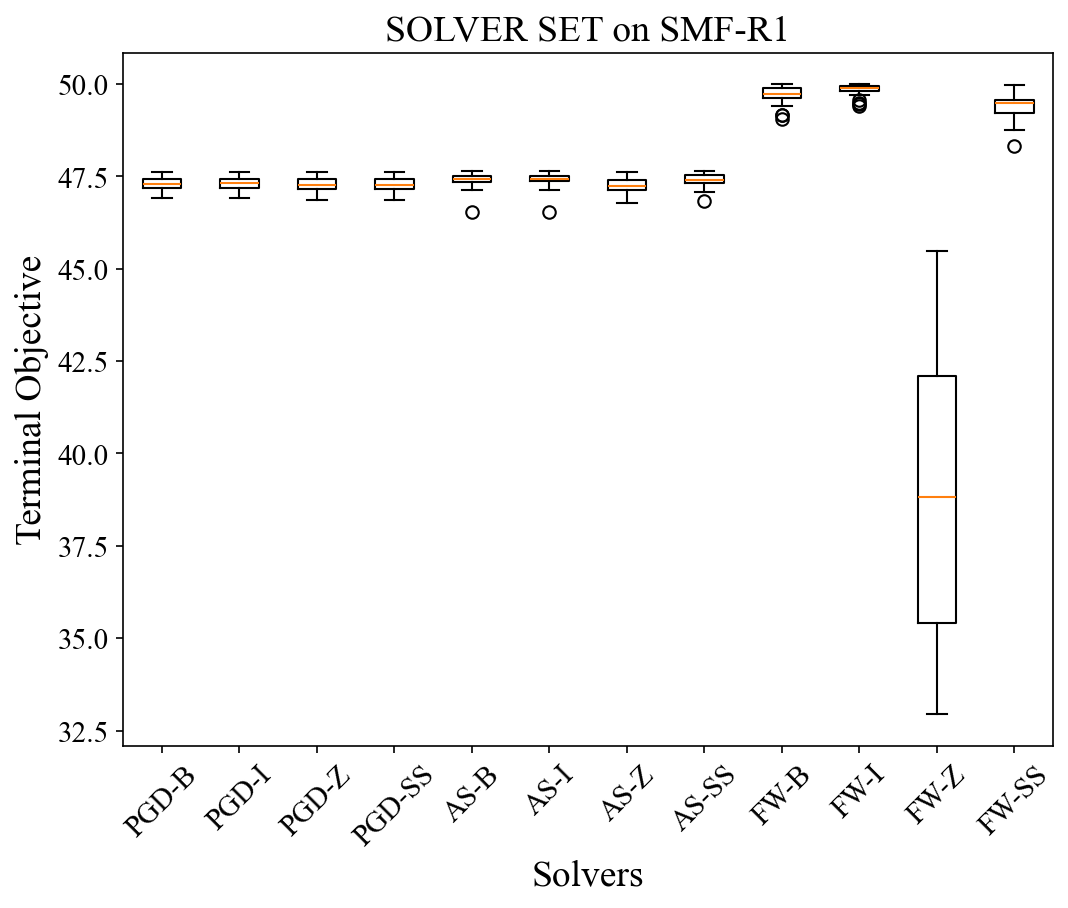 SOLVER SET on SMF-R1
Terminal Objective
50.0
47.5
45.0
42.5
40.0
37.5
35.0
32.5
PGD-B
PGD-I
PGD-Z
PGD-SS
AS-B
AS-I
AS-Z
AS-SS
FW-B
FW-I
FW-Z
FW-SS
Solvers